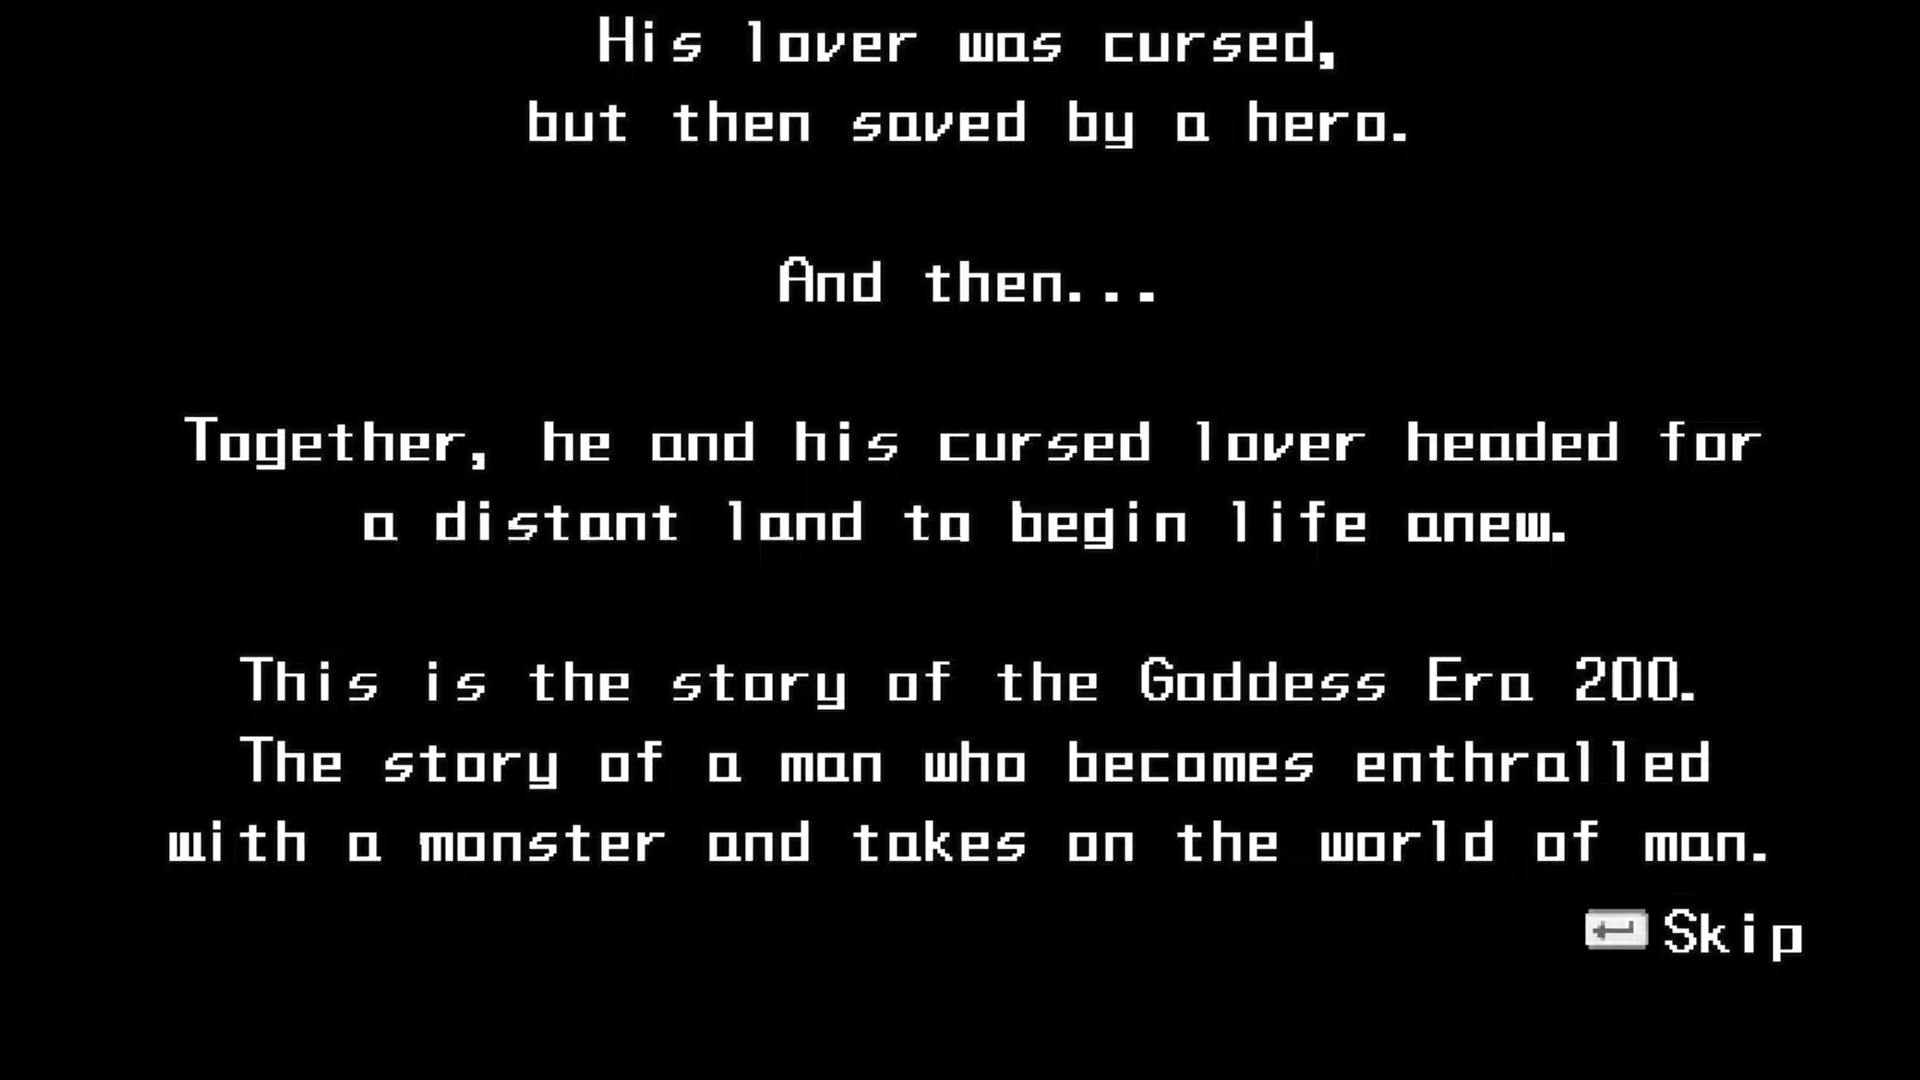 His lover was cursed,
but then saved by a hero.
And then...
Together, he and his cursed lover headed for
a distant land to begin life anew.
This is the story of the Goddess Era 200.
The story of a man who becomes enthralled
with a monster and takes on the world of man.
Skip